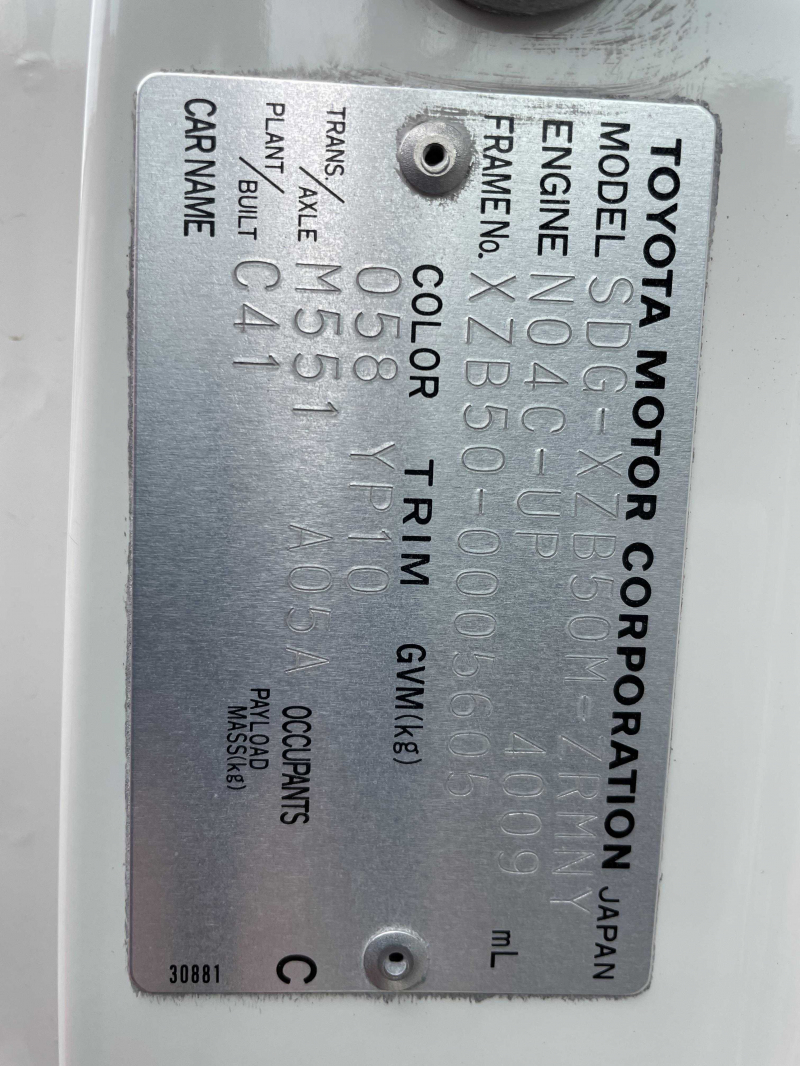 TOYOTA MOTOR CORPORATION JAPAN
MODEL SDG-XZB50M-ZRMNY
ENGINE N04C-UP 4009 mL
FRAME No. XZB50-0005605
COLOR TRIM GVM(kg)
058 YP10
TRANS./AXLE M551 A05A OCCUPANTS C
PLANT/BUILT C41 PAYLOAD MASS(kg)
CAR NAME
30881